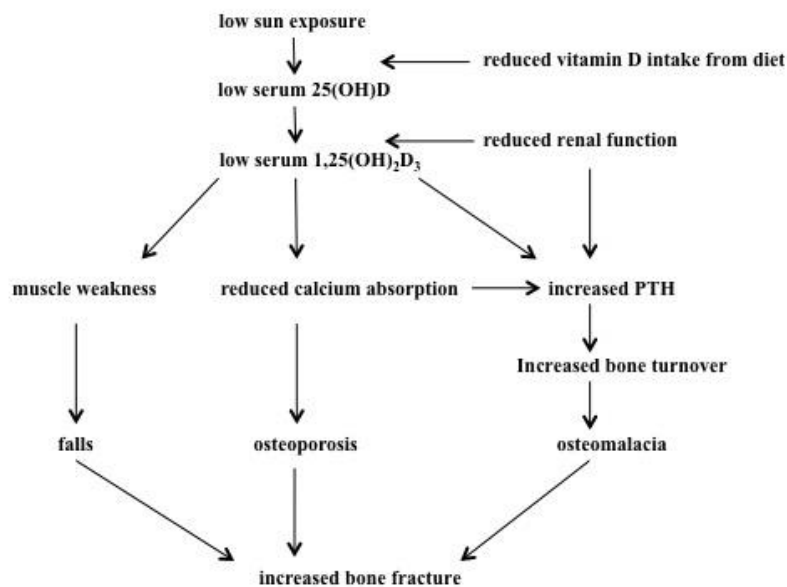 low sun exposure
reduced vitamin D intake from diet
low serum 25(OH)D
reduced renal function
low serum 1,25(OH)₂D₃
muscle weakness
reduced calcium absorption
increased PTH
Increased bone turnover
falls
osteoporosis
osteomalacia
increased bone fracture